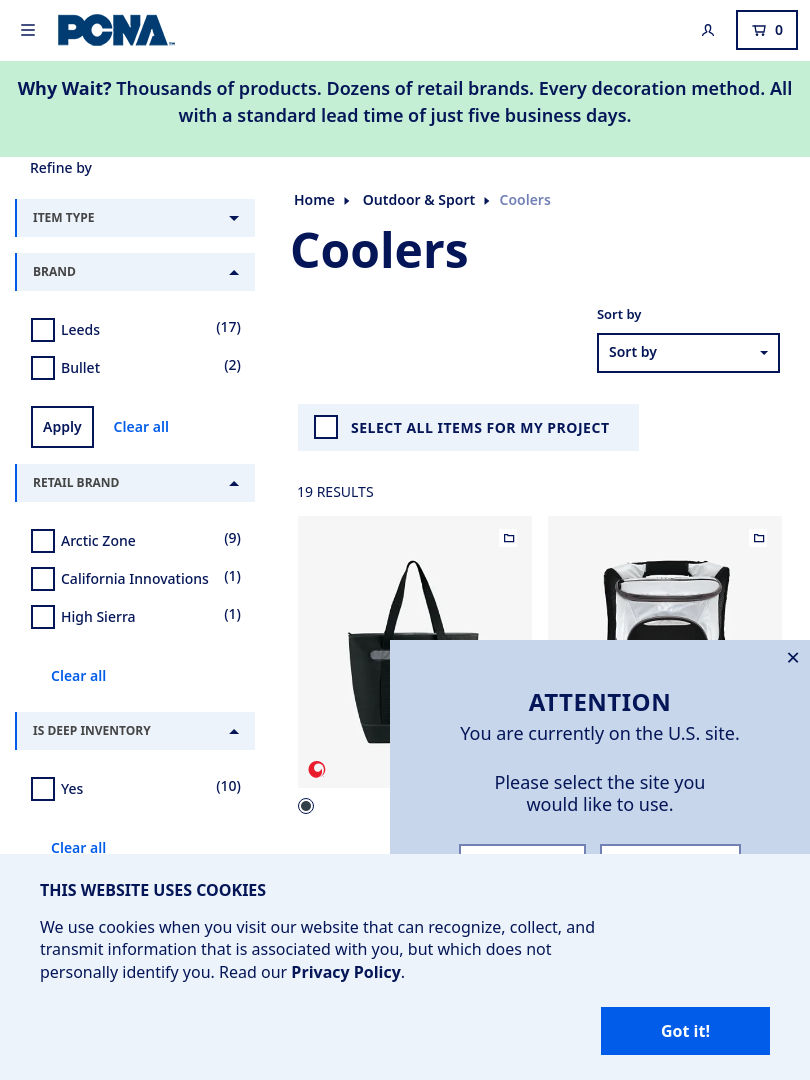 PCNA
0
Why Wait? Thousands of products. Dozens of retail brands. Every decoration method. All
with a standard lead time of just five business days.
Refine by
ITEM TYPE
BRAND
Leeds (17)
Bullet (2)
Apply Clear all
RETAIL BRAND
Arctic Zone (9)
California Innovations (1)
High Sierra (1)
Clear all
IS DEEP INVENTORY
Yes (10)
Clear all
Home Outdoor & Sport Coolers
Coolers
Sort by
Sort by
SELECT ALL ITEMS FOR MY PROJECT
19 RESULTS
ATTENTION
You are currently on the U.S. site.
Please select the site you
would like to use.
THIS WEBSITE USES COOKIES
We use cookies when you visit our website that can recognize, collect, and
transmit information that is associated with you, but which does not
personally identify you. Read our Privacy Policy.
Got it!